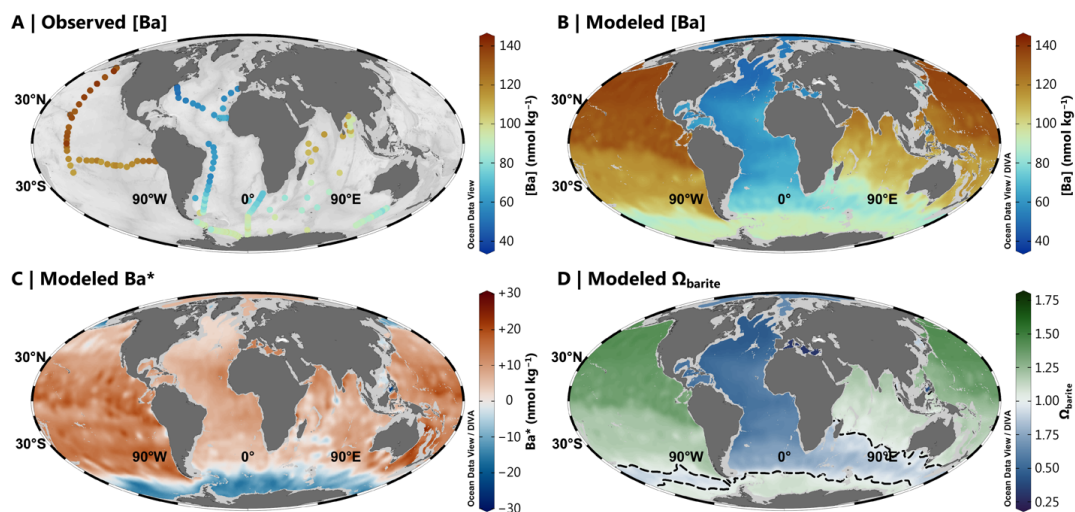 A | Observed [Ba]
30°N
30°S
90°W
0°
90°E
140
120
100
80
60
40
[Ba] (nmol kg⁻¹)
Ocean Data View
B | Modeled [Ba]
30°N
30°S
90°W
0°
90°E
140
120
100
80
60
40
[Ba] (nmol kg⁻¹)
Ocean Data View / DIVA
C | Modeled Ba*
30°N
30°S
90°W
0°
90°E
+30
+20
+10
0
−10
−20
−30
Ba* (nmol kg⁻¹)
Ocean Data View / DIVA
D | Modeled Ωbarite
30°N
30°S
90°W
0°
90°E
1.75
1.50
1.25
1.00
0.75
0.50
0.25
Ωbarite
Ocean Data View / DIVA